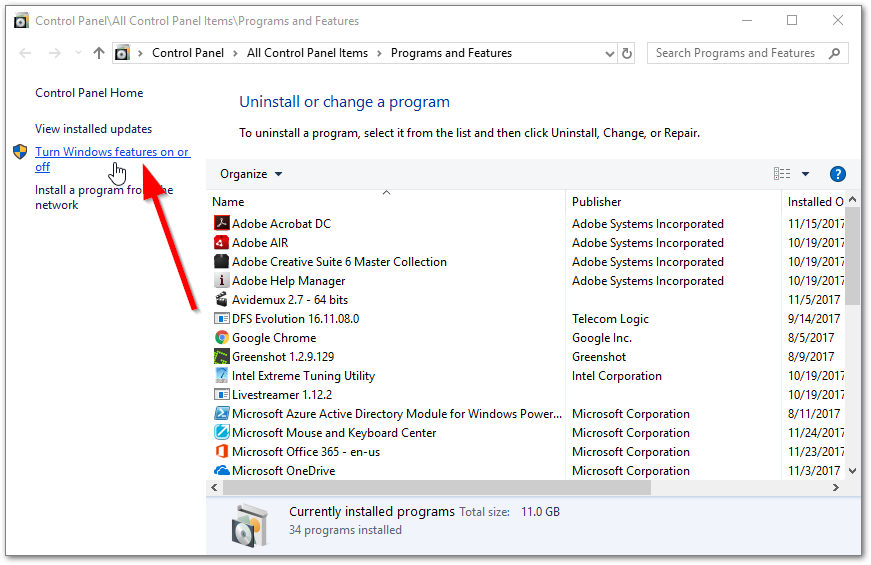 Control Panel\All Control Panel Items\Programs and Features
Control Panel > All Control Panel Items > Programs and Features
Search Programs and Features
Control Panel Home
View installed updates
Turn Windows features on or
off
Install a program from the
network
Uninstall or change a program
To uninstall a program, select it from the list and then click Uninstall, Change, or Repair.
Organize
Name Publisher Installed O
Adobe Acrobat DC Adobe Systems Incorporated 11/15/2017
Adobe AIR Adobe Systems Incorporated 10/19/2017
Adobe Creative Suite 6 Master Collection Adobe Systems Incorporated 10/19/2017
Adobe Help Manager Adobe Systems Incorporated 10/19/2017
Avidemux 2.7 - 64 bits 11/5/2017
DFS Evolution 16.11.08.0 Telecom Logic 9/14/2017
Google Chrome Google Inc. 8/5/2017
Greenshot 1.2.9.129 Greenshot 8/9/2017
Intel Extreme Tuning Utility Intel Corporation 10/19/2017
Livestreamer 1.12.2 10/19/2017
Microsoft Azure Active Directory Module for Windows Power... Microsoft Corporation 8/11/2017
Microsoft Mouse and Keyboard Center Microsoft Corporation 11/24/2017
Microsoft Office 365 - en-us Microsoft Corporation 11/23/2017
Microsoft OneDrive Microsoft Corporation 11/3/2017
Currently installed programs Total size: 11.0 GB
34 programs installed